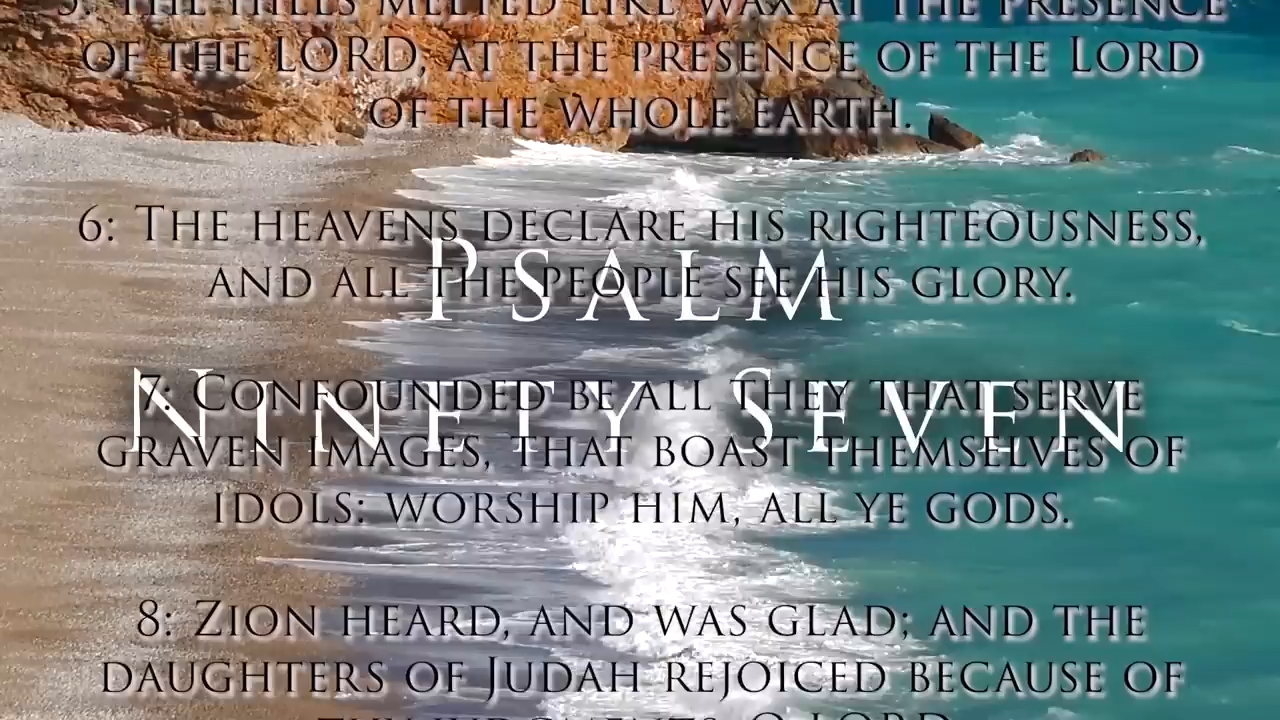 5: The hills melted like wax at the presence
of the LORD, at the presence of the Lord
of the whole earth.
6: The heavens declare his righteousness,
and all the people see his glory.
Psalm
Ninety Seven
7: Confounded be all they that serve
graven images, that boast themselves of
idols: worship him, all ye gods.
8: Zion heard, and was glad; and the
daughters of Judah rejoiced because of
thy judgments, O LORD.